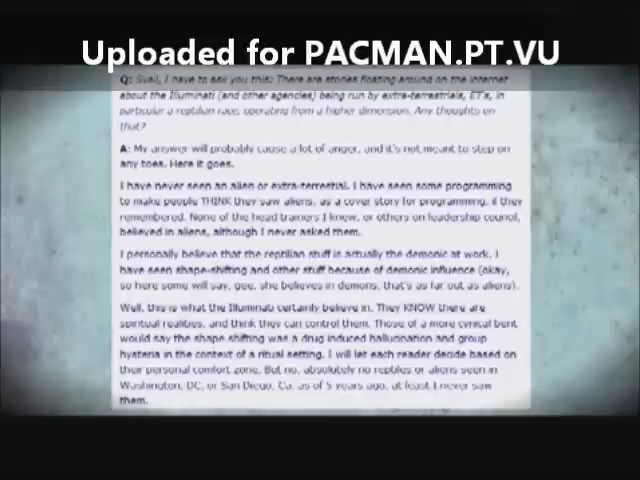 Uploaded for PACMAN.PT.VU
Q: Svali, I have to ask you this: There are stories floating around on the internet
about the Illuminati (and other agencies) being run by extra-terrestrials, ET's, in
particular a reptilian race, operating from a higher dimension. Any thoughts on
that?
A: My answer will probably cause a lot of anger, and it's not meant to step on
any toes. Here it goes.
I have never seen an alien or extra-terrestial. I have seen some programming
to make people THINK they saw aliens, as a cover story for programming, if they
remembered. None of the head trainers I knew, or others on leadership council,
believed in aliens, although I never asked them.
I personally believe that the reptilian stuff is actually the demonic at work. I
have seen shape-shifting and other stuff because of demonic influence (okay,
so here some will say, gee, she believes in demons, that's as far out as aliens).
Well, this is what the Illuminati certainly believe in. They KNOW there are
spiritual realities, and think they can control them. Those of a more cynical bent
would say the shape shifting was a drug induced hallucination and group
hysteria in the context of a ritual setting. I will let each reader decide based on
their personal comfort zone. But no, absolutely no reptiles or aliens seen in
Washington, DC, or San Diego, Ca. as of 5 years ago, at least I never saw
them.